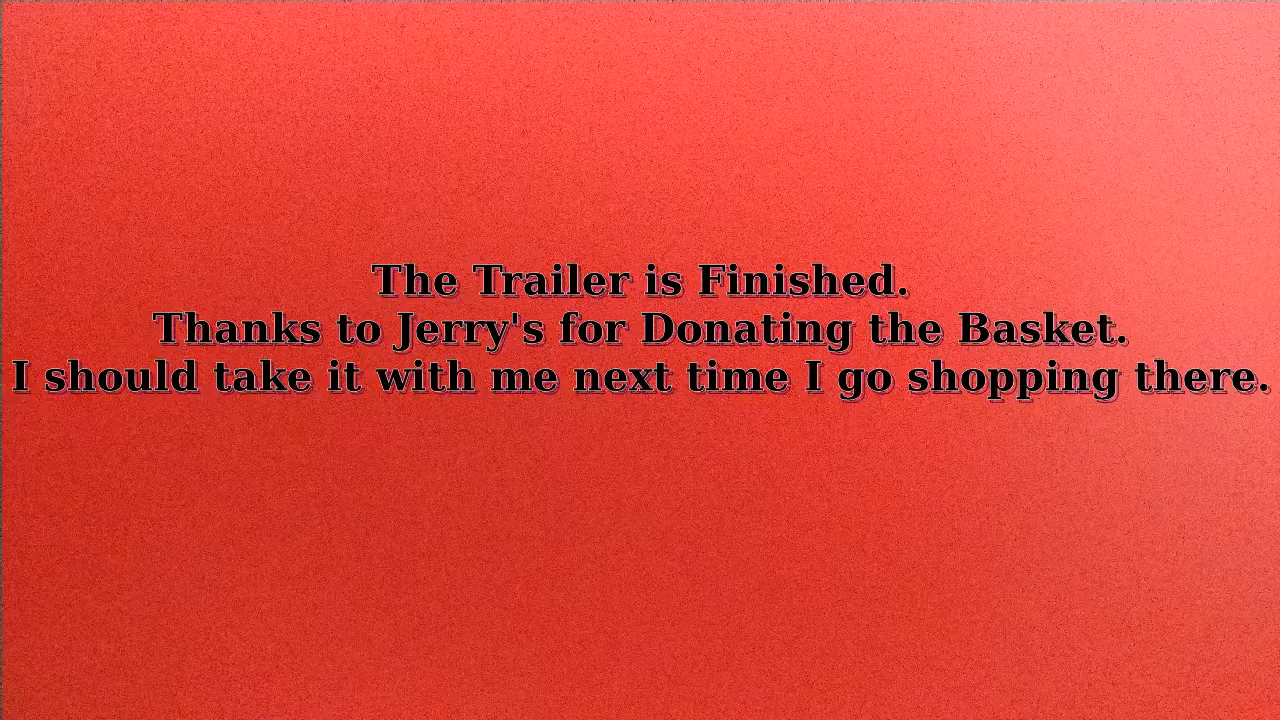 The Trailer is Finished.
Thanks to Jerry's for Donating the Basket.
I should take it with me next time I go shopping there.